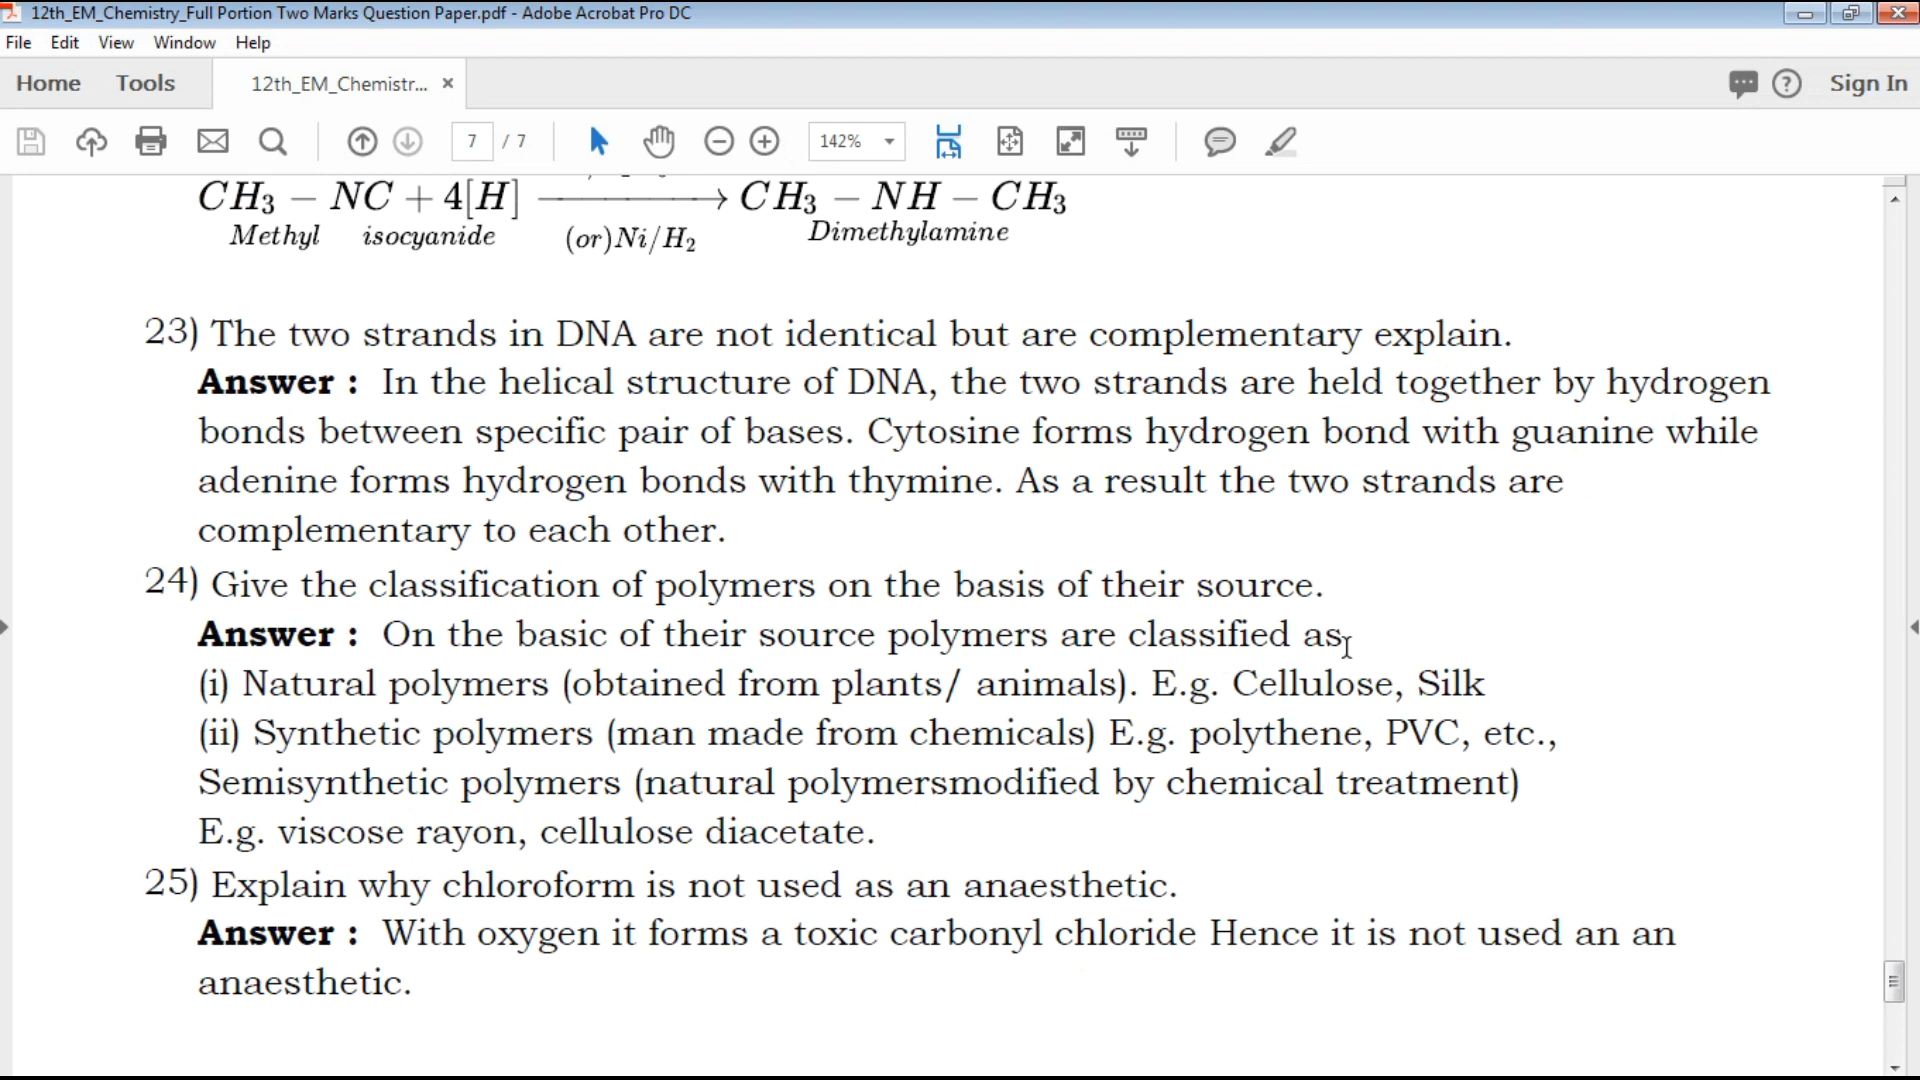 12th_EM_Chemistry_Full Portion Two Marks Question Paper.pdf - Adobe Acrobat Pro DC
File Edit View Window Help
Home Tools 12th_EM_Chemistr... × Sign In
7 / 7 142%
CH₃ − NC + 4[H] ⟶ CH₃ − NH − CH₃
Methyl isocyanide (or)Ni/H₂ Dimethylamine
23) The two strands in DNA are not identical but are complementary explain.
Answer : In the helical structure of DNA, the two strands are held together by hydrogen
bonds between specific pair of bases. Cytosine forms hydrogen bond with guanine while
adenine forms hydrogen bonds with thymine. As a result the two strands are
complementary to each other.
24) Give the classification of polymers on the basis of their source.
Answer : On the basic of their source polymers are classified as,
(i) Natural polymers (obtained from plants/ animals). E.g. Cellulose, Silk
(ii) Synthetic polymers (man made from chemicals) E.g. polythene, PVC, etc.,
Semisynthetic polymers (natural polymersmodified by chemical treatment)
E.g. viscose rayon, cellulose diacetate.
25) Explain why chloroform is not used as an anaesthetic.
Answer : With oxygen it forms a toxic carbonyl chloride Hence it is not used an an
anaesthetic.